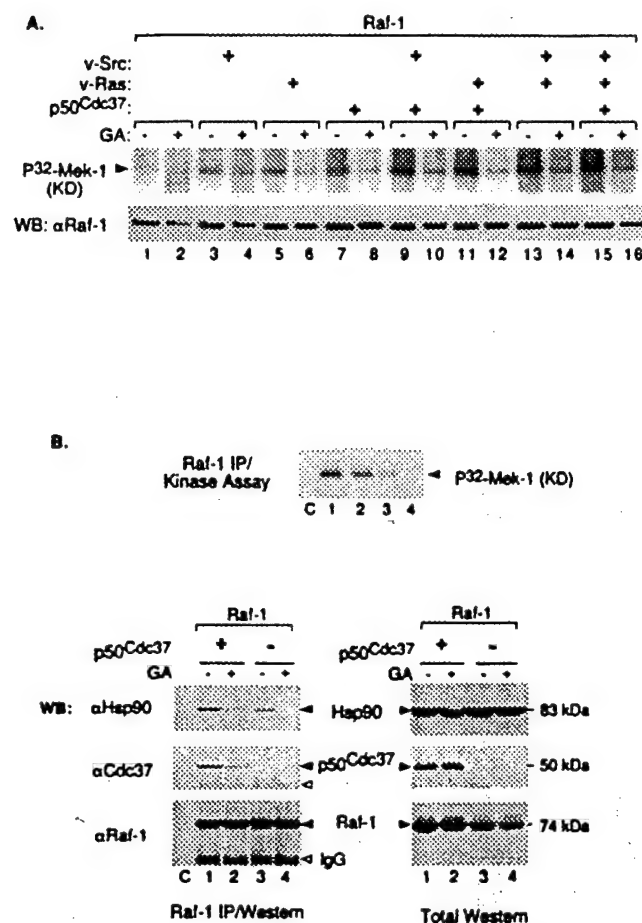 A.
Raf-1
v-Src: + + + +
v-Ras: + + + +
p50Cdc37 + + + +
GA: - + - + - + - + - + - + - + - +
P32-Mek-1
(KD)
WB: αRaf-1
1 2 3 4 5 6 7 8 9 10 11 12 13 14 15 16
B.
Raf-1 IP/
Kinase Assay
P32-Mek-1 (KD)
C 1 2 3 4
Raf-1 Raf-1
p50Cdc37 + - p50Cdc37 + -
GA - + - + GA - + - +
WB: αHsp90 Hsp90 83 kDa
αCdc37 p50Cdc37 50 kDa
αRaf-1 Raf-1 74 kDa
IgG
C 1 2 3 4 1 2 3 4
Raf-1 IP/Western Total Western